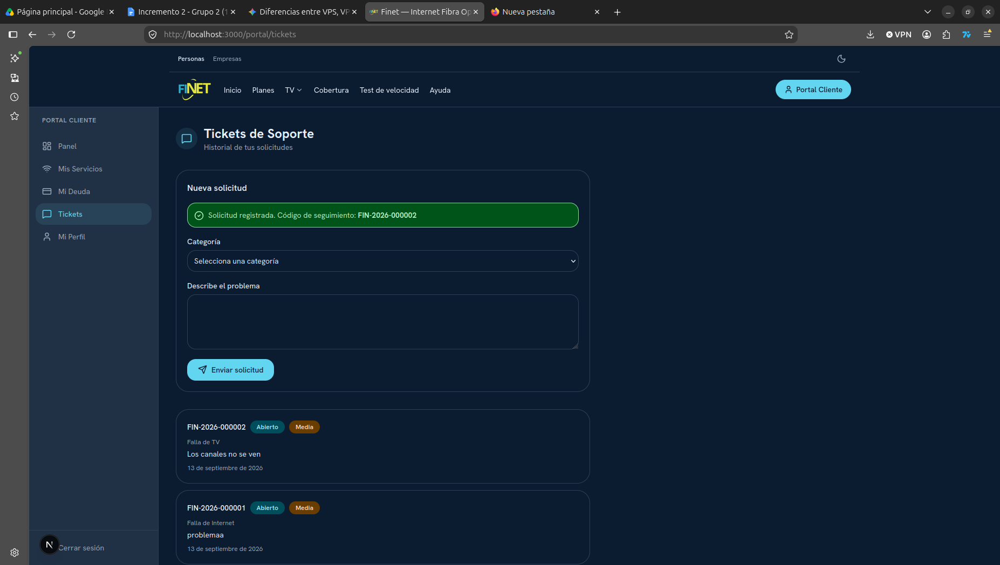 Página principal - Google
Incremento 2 - Grupo 2 (1
Diferencias entre VPS, VP
Finet — Internet Fibra Op
Nueva pestaña
http://localhost:3000/portal/tickets
VPN
Personas
Empresas
FINET
Inicio
Planes
TV
Cobertura
Test de velocidad
Ayuda
Portal Cliente
PORTAL CLIENTE
Panel
Mis Servicios
Mi Deuda
Tickets
Mi Perfil
N
Cerrar sesión
Tickets de Soporte
Historial de tus solicitudes
Nueva solicitud
Solicitud registrada. Código de seguimiento: FIN-2026-000002
Categoría
Selecciona una categoría
Describe el problema
Enviar solicitud
FIN-2026-000002 Abierto Media
Falla de TV
Los canales no se ven
13 de septiembre de 2026
FIN-2026-000001 Abierto Media
Falla de Internet
problemaa
13 de septiembre de 2026